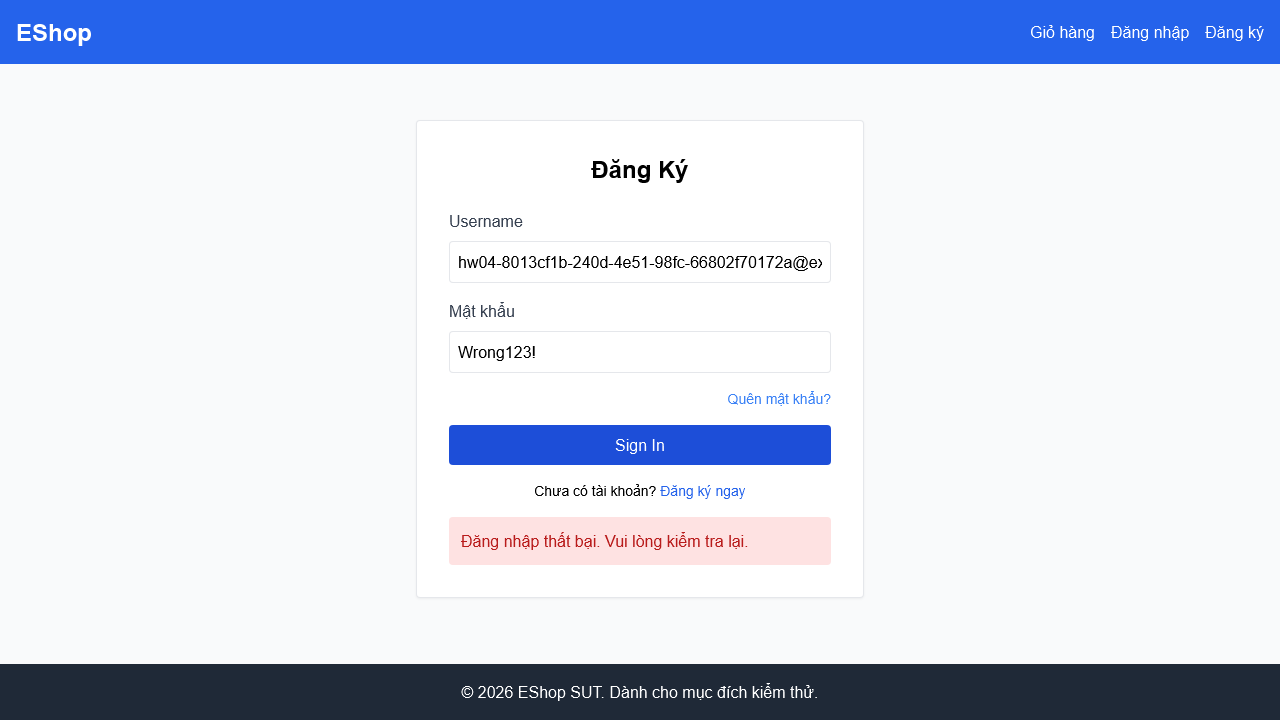 EShop
Giỏ hàng Đăng nhập Đăng ký
Đăng Ký
Username
hw04-8013cf1b-240d-4e51-98fc-66802f70172a@ex
Mật khẩu
Wrong123!
Quên mật khẩu?
Sign In
Chưa có tài khoản? Đăng ký ngay
Đăng nhập thất bại. Vui lòng kiểm tra lại.
© 2026 EShop SUT. Dành cho mục đích kiểm thử.